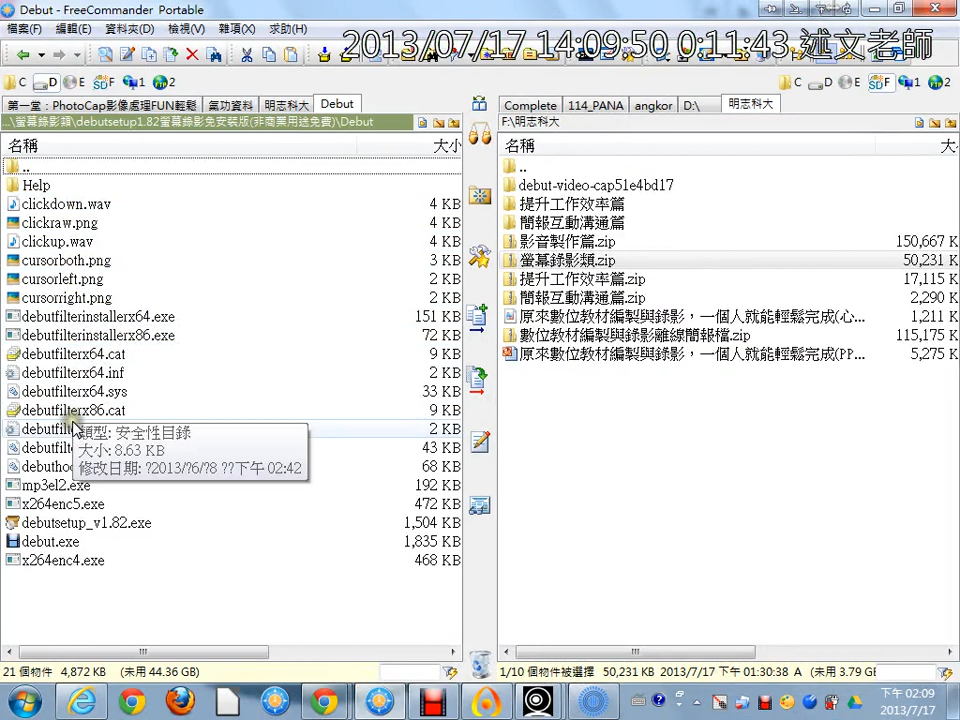 Debut - FreeCommander Portable
檔案(F) 編輯(E) 資料夾(D) 檢視(V) 雜項(X) 求助(H)
2013/07/17 14:09:50 0:11:43 述文老師
C D E F 1 2
C D E F 1 2
第一堂：PhotoCap影像處理FUN輕鬆 氣功資料 明志科大 Debut
Complete 114_PANA angkor D:\ 明志科大
...\螢幕錄影類\debutsetup1.82螢幕錄影免安裝版(非商業用途免費)\Debut
F:\明志科大
名稱 大小
..
Help
clickdown.wav 4 KB
clickraw.png 4 KB
clickup.wav 4 KB
cursorboth.png 3 KB
cursorleft.png 2 KB
cursorright.png 2 KB
debutfilterinstallerx64.exe 151 KB
debutfilterinstallerx86.exe 72 KB
debutfilterx64.cat 9 KB
debutfilterx64.inf 2 KB
debutfilterx64.sys 33 KB
debutfilterx86.cat 9 KB
debutfil 2 KB
debutfil 43 KB
debutho 68 KB
mp3el2.exe 192 KB
x264enc5.exe 472 KB
debutsetup_v1.82.exe 1,504 KB
debut.exe 1,835 KB
x264enc4.exe 468 KB
類型: 安全性目錄
大小: 8.63 KB
修改日期: ?2013/?6/?8 ??下午 02:42
名稱 大
..
debut-video-cap51e4bd17
提升工作效率篇
簡報互動溝通篇
影音製作篇.zip 150,667 K
螢幕錄影類.zip 50,231 K
提升工作效率篇.zip 17,115 K
簡報互動溝通篇.zip 2,290 K
原來數位教材編製與錄影，一個人就能輕鬆完成(心... 1,211 K
數位教材編製與錄影離線簡報檔.zip 115,175 K
原來數位教材編製與錄影，一個人就能輕鬆完成(PP... 5,275 K
21 個物件 4,872 KB (未用 44.36 GB)
1/10 個物件被選擇 50,231 KB 2013/7/17 下午 01:30:38 A (未用 3.79 GB
下午 02:09
2013/7/17